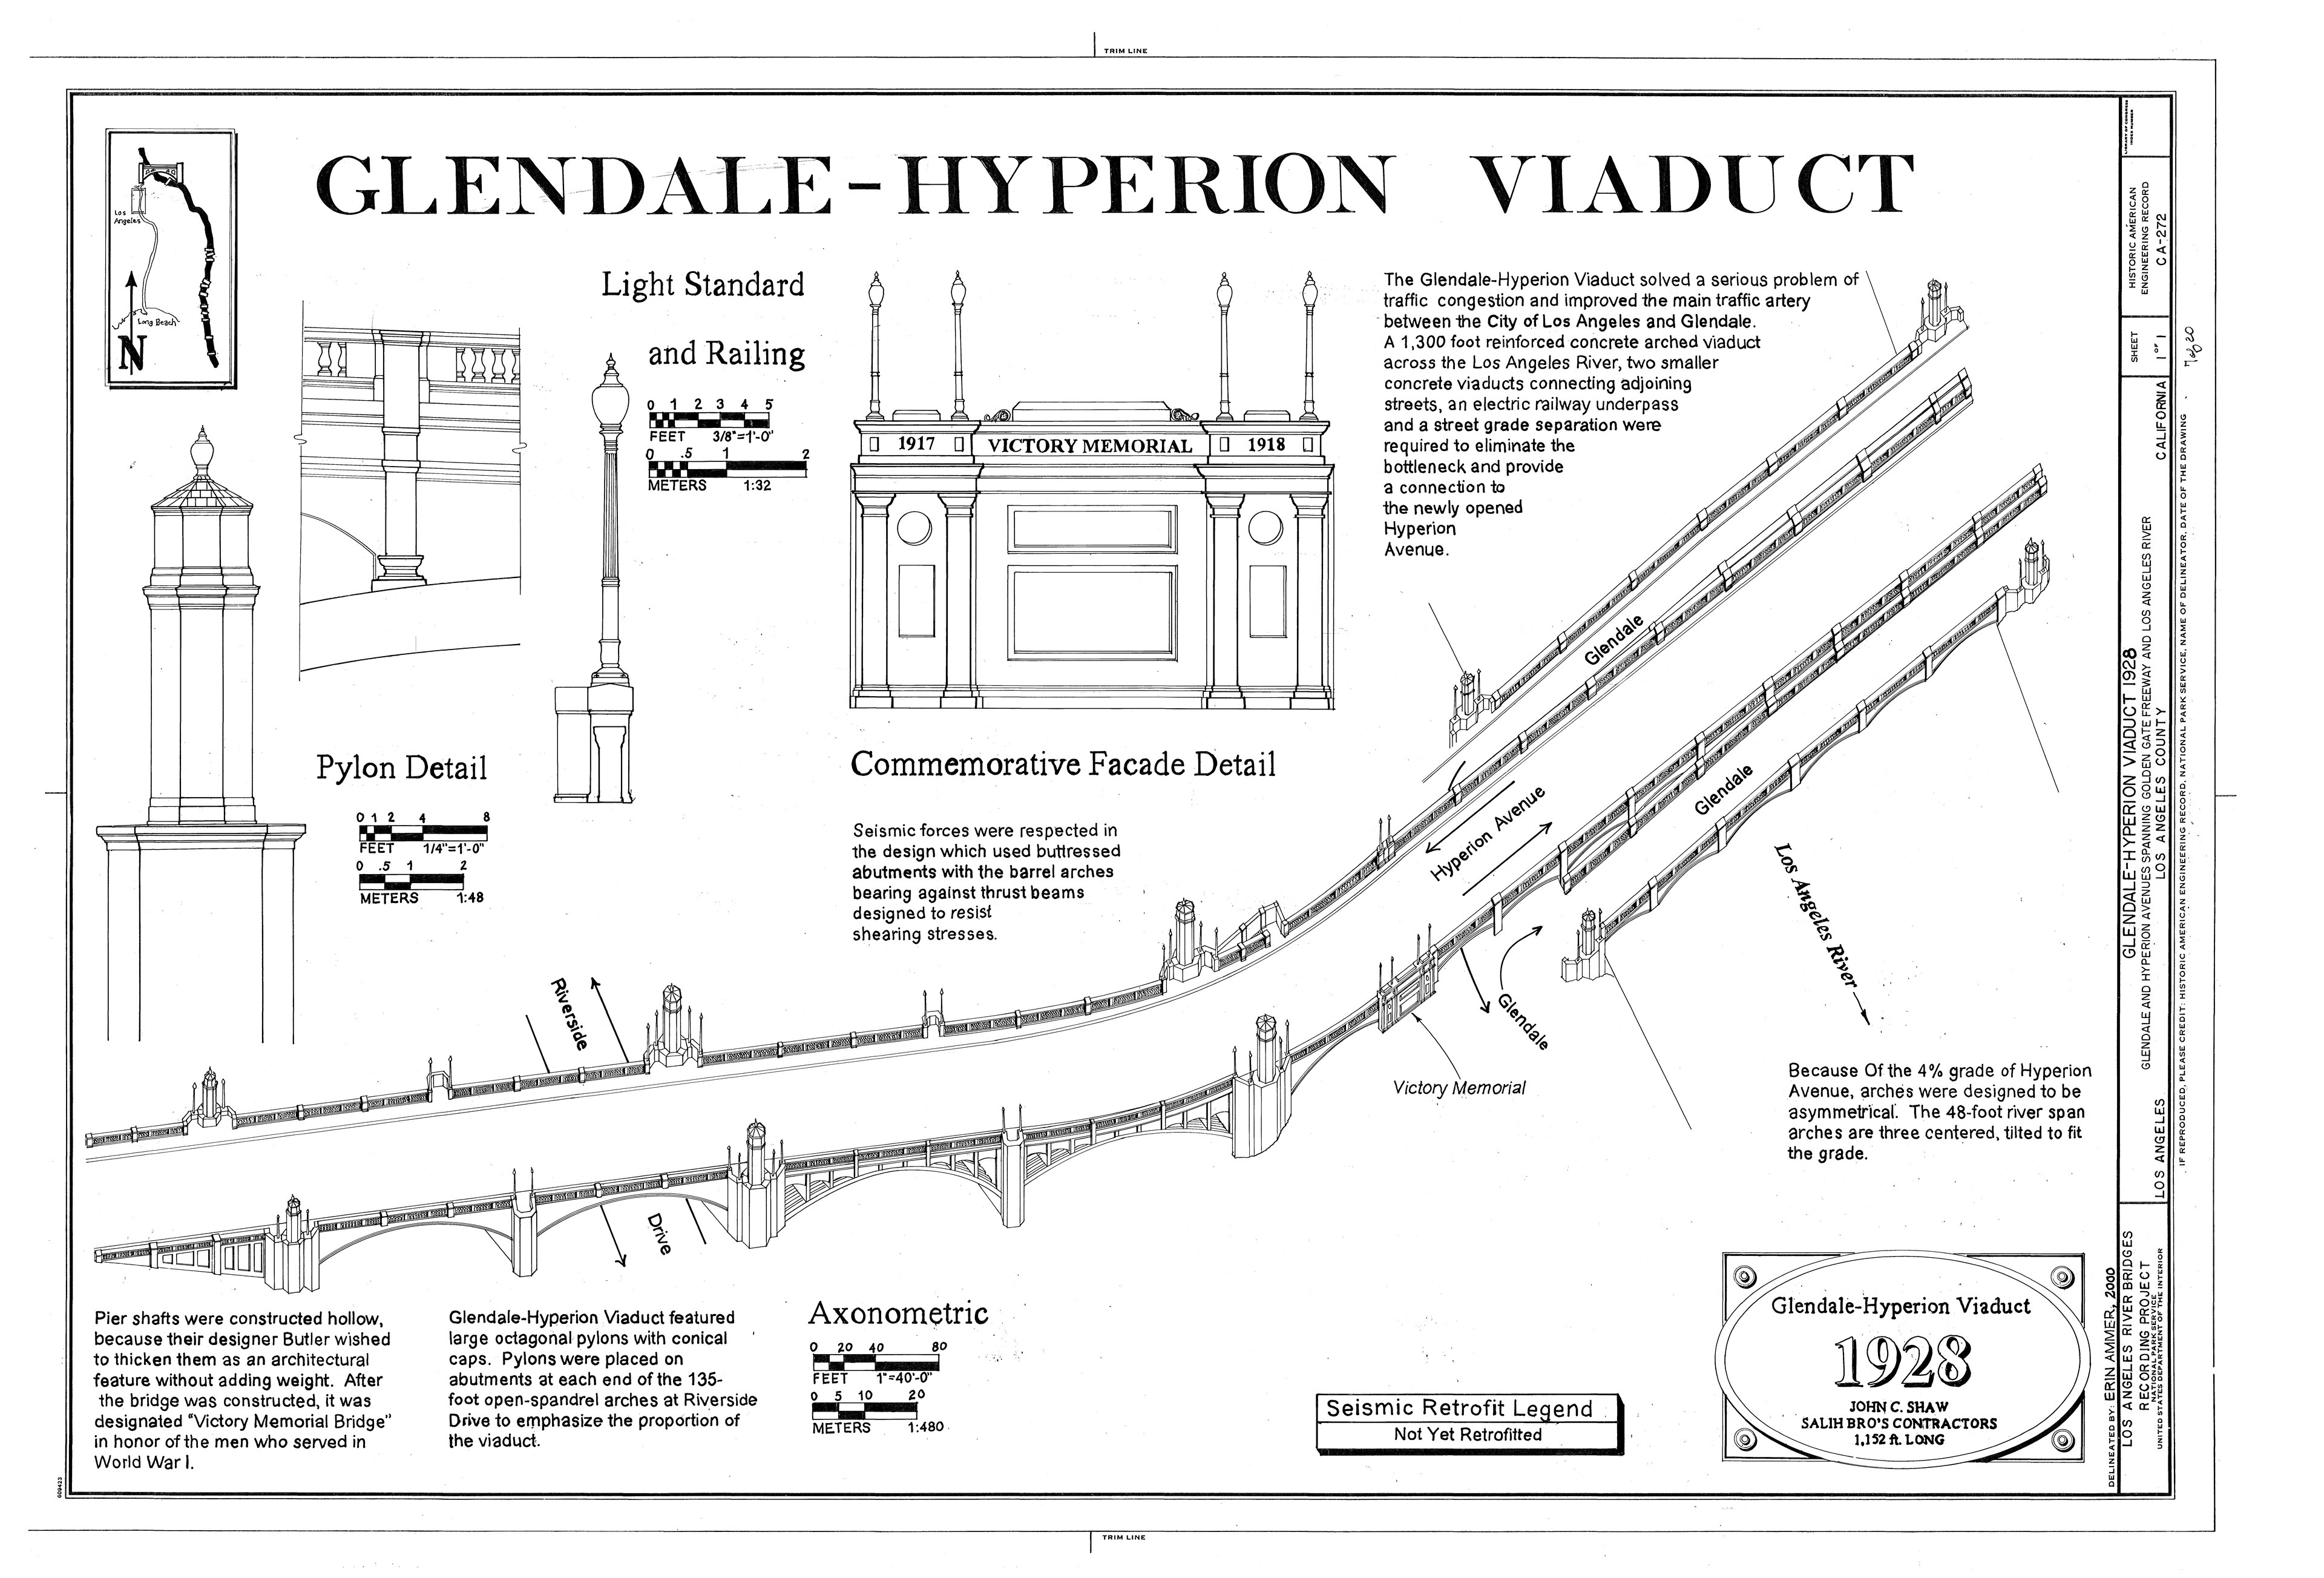 TRIM LINE
GLENDALE-HYPERION VIADUCT
Los
Angeles
Long Beach
N
Light Standard
and Railing
0 1 2 3 4 5
FEET 3/8"=1'-0"
0 .5 1 2
METERS 1:32
1917 VICTORY MEMORIAL 1918
The Glendale-Hyperion Viaduct solved a serious problem of
traffic congestion and improved the main traffic artery
between the City of Los Angeles and Glendale.
A 1,300 foot reinforced concrete arched viaduct
across the Los Angeles River, two smaller
concrete viaducts connecting adjoining
streets, an electric railway underpass
and a street grade separation were
required to eliminate the
bottleneck and provide
a connection to
the newly opened
Hyperion
Avenue.
Pylon Detail
0 1 2 4 8
FEET 1/4"=1'-0"
0 .5 1 2
METERS 1:48
Commemorative Facade Detail
Seismic forces were respected in
the design which used buttressed
abutments with the barrel arches
bearing against thrust beams
designed to resist
shearing stresses.
Glendale
Hyperion Avenue
Glendale
Los Angeles River
Glendale
Victory Memorial
Riverside
Drive
Because Of the 4% grade of Hyperion
Avenue, arches were designed to be
asymmetrical. The 48-foot river span
arches are three centered, tilted to fit
the grade.
Pier shafts were constructed hollow,
because their designer Butler wished
to thicken them as an architectural
feature without adding weight. After
the bridge was constructed, it was
designated "Victory Memorial Bridge"
in honor of the men who served in
World War I.
Glendale-Hyperion Viaduct featured
large octagonal pylons with conical
caps. Pylons were placed on
abutments at each end of the 135-
foot open-spandrel arches at Riverside
Drive to emphasize the proportion of
the viaduct.
Axonometric
0 20 40 80
FEET 1"=40'-0"
0 5 10 20
METERS 1:480
Seismic Retrofit Legend
Not Yet Retrofitted
Glendale-Hyperion Viaduct
1928
JOHN C. SHAW
SALIH BRO'S CONTRACTORS
1,152 ft. LONG
LIBRARY OF CONGRESS
INDEX NUMBER
HISTORIC AMERICAN
ENGINEERING RECORD
CA-272
SHEET
1 OF 1
GLENDALE-HYPERION VIADUCT 1928
GLENDALE AND HYPERION AVENUES SPANNING GOLDEN GATE FREEWAY AND LOS ANGELES RIVER
LOS ANGELES LOS ANGELES COUNTY CALIFORNIA
DELINEATED BY: ERIN AMMER, 2000
LOS ANGELES RIVER BRIDGES
RECORDING PROJECT
NATIONAL PARK SERVICE
UNITED STATES DEPARTMENT OF THE INTERIOR
IF REPRODUCED, PLEASE CREDIT: HISTORIC AMERICAN ENGINEERING RECORD, NATIONAL PARK SERVICE, NAME OF DELINEATOR, DATE OF THE DRAWING
609423
TRIM LINE